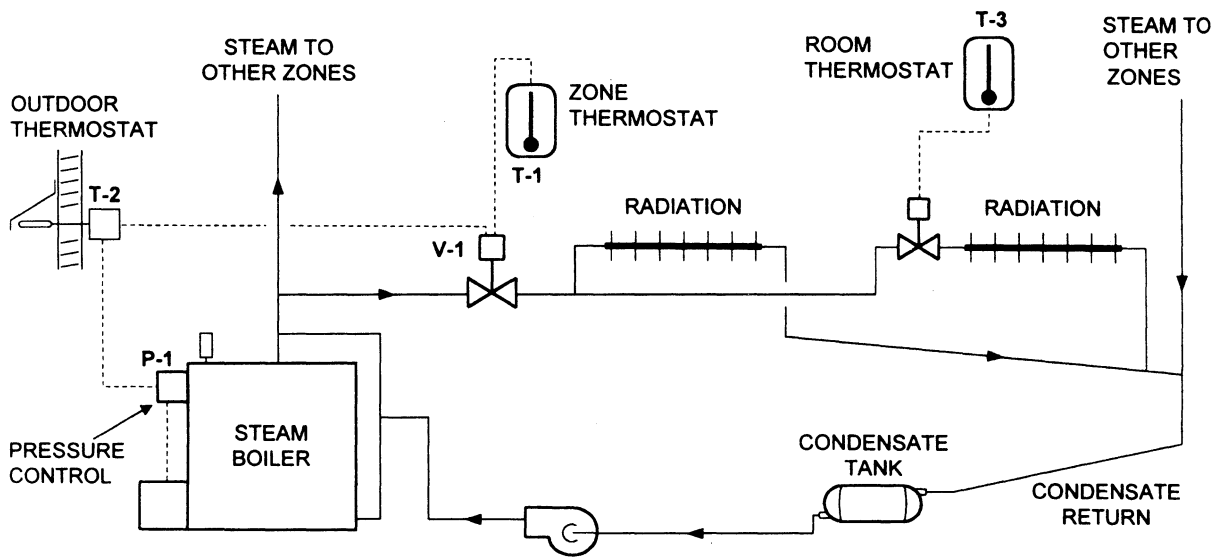 T-3
STEAM TO
OTHER ZONES
ROOM
THERMOSTAT
STEAM TO
OTHER
ZONES
OUTDOOR
THERMOSTAT
ZONE
THERMOSTAT
T-1
T-2
V-1
RADIATION
RADIATION
P-1
PRESSURE
CONTROL
STEAM
BOILER
CONDENSATE
TANK
CONDENSATE
RETURN